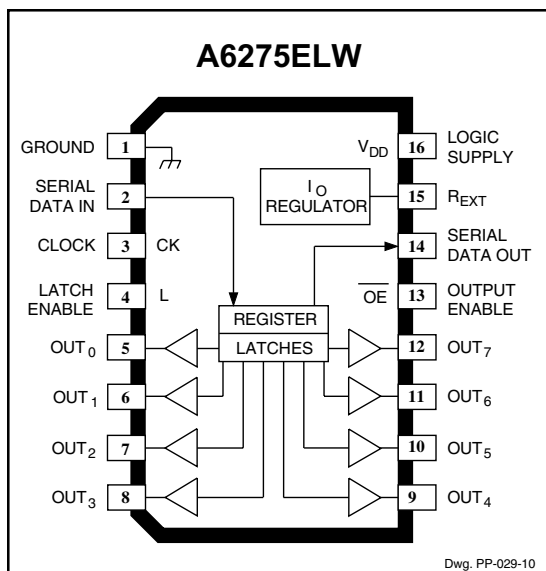 A6275ELW
GROUND 1
V_DD 16 LOGIC SUPPLY
SERIAL DATA IN 2
I_O REGULATOR
15 R_EXT
CLOCK 3 CK
14 SERIAL DATA OUT
LATCH ENABLE 4 L
O̅E̅ 13 OUTPUT ENABLE
REGISTER
LATCHES
OUT_0 5
12 OUT_7
OUT_1 6
11 OUT_6
OUT_2 7
10 OUT_5
OUT_3 8
9 OUT_4
Dwg. PP-029-10